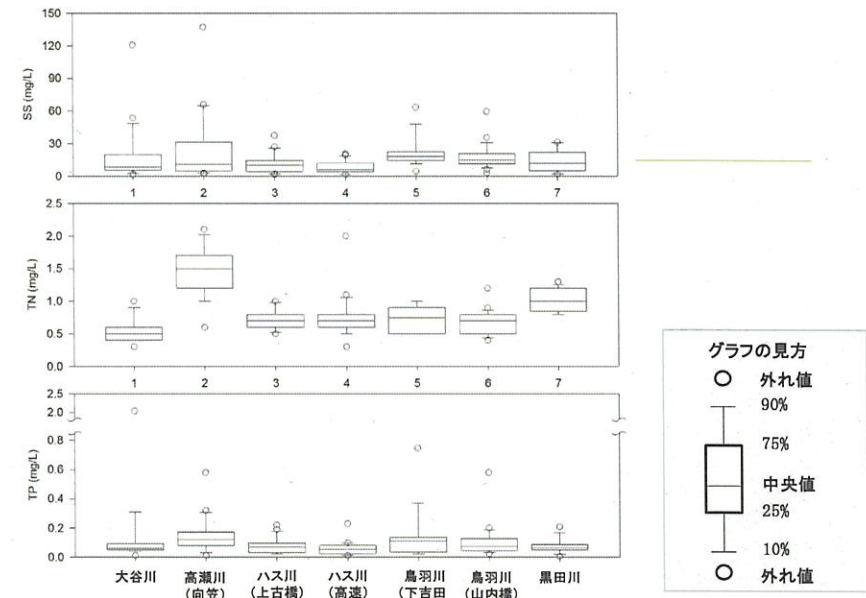 150
120
90
60
30
0
SS (mg/L)
1 2 3 4 5 6 7
2.5
2.0
1.5
1.0
0.5
0.0
TN (mg/L)
1 2 3 4 5 6 7
2.5
2.0
0.8
0.6
0.4
0.2
0.0
TP (mg/L)
大谷川 高瀬川 ハス川 ハス川 鳥羽川 鳥羽川 黒田川
(向笠) (上古橋) (高速) (下吉田 (山内橋)
グラフの見方
外れ値
90%
75%
中央値
25%
10%
外れ値